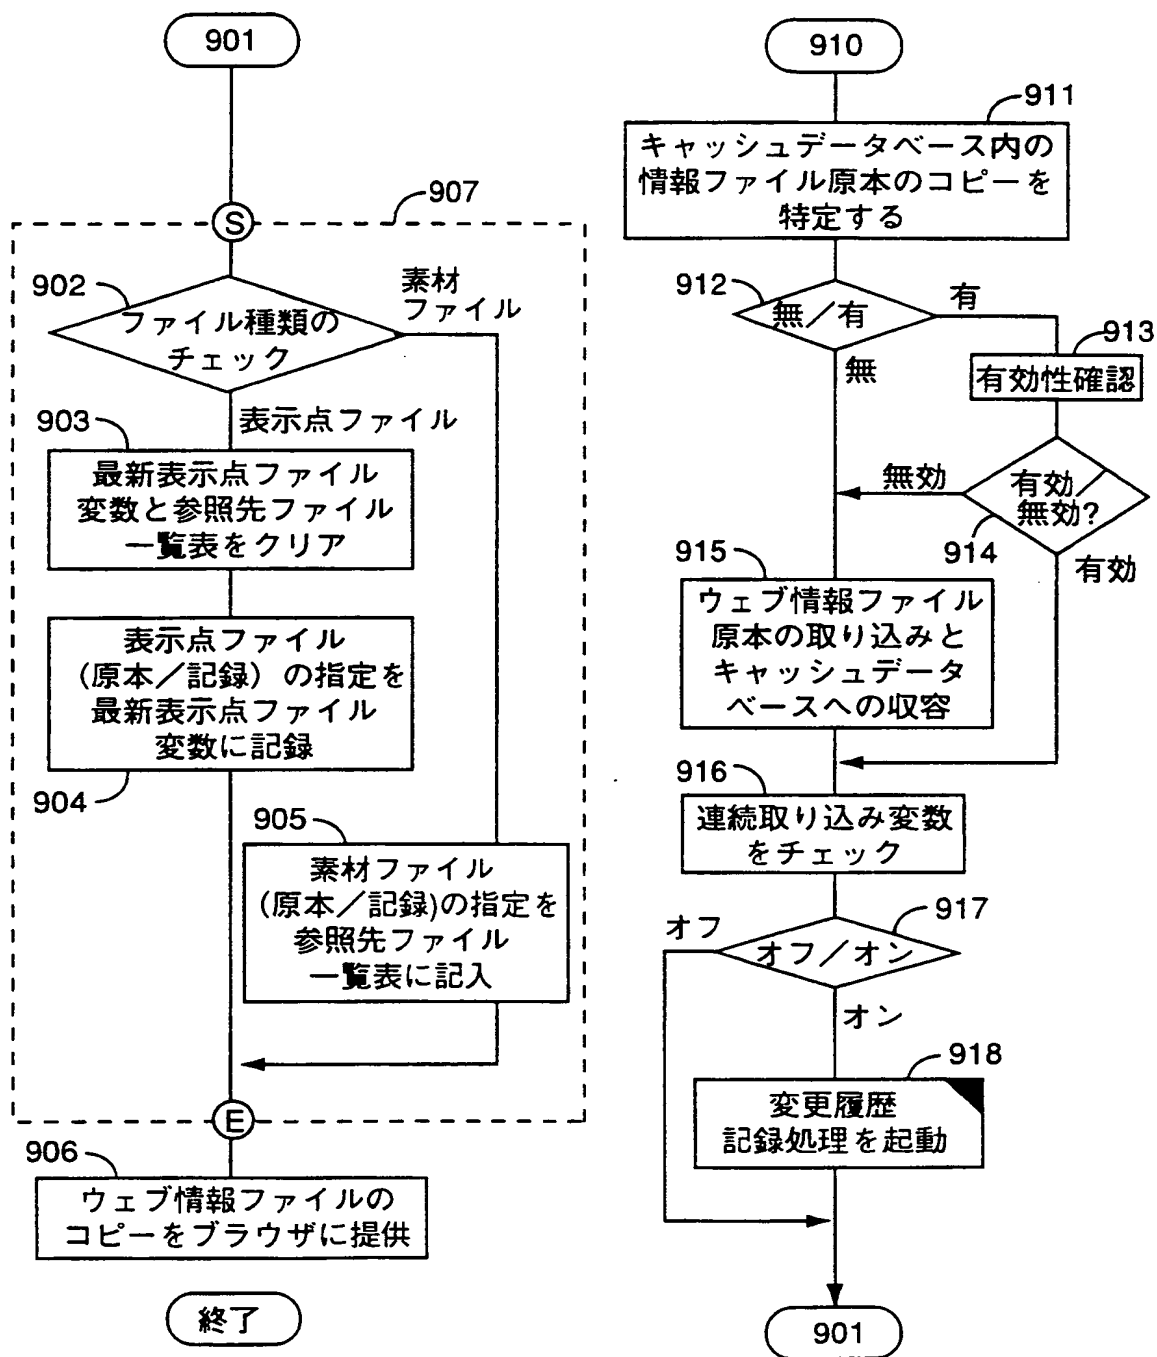 901
907
S
902
素材
ファイル
ファイル種類の
チェック
表示点ファイル
903
最新表示点ファイル
変数と参照先ファイル
一覧表をクリア
表示点ファイル
(原本/記録) の指定を
最新表示点ファイル
変数に記録
904
905
素材ファイル
(原本/記録)の指定を
参照先ファイル
一覧表に記入
E
906
ウェブ情報ファイルの
コピーをブラウザに提供
終了
910
911
キャッシュデータベース内の
情報ファイル原本のコピーを
特定する
912
無/有
有
無
913
有効性確認
無効
有効/
無効?
914
有効
915
ウェブ情報ファイル
原本の取り込みと
キャッシュデータ
ベースへの収容
916
連続取り込み変数
をチェック
917
オフ
オフ/オン
オン
918
変更履歴
記録処理を起動
901